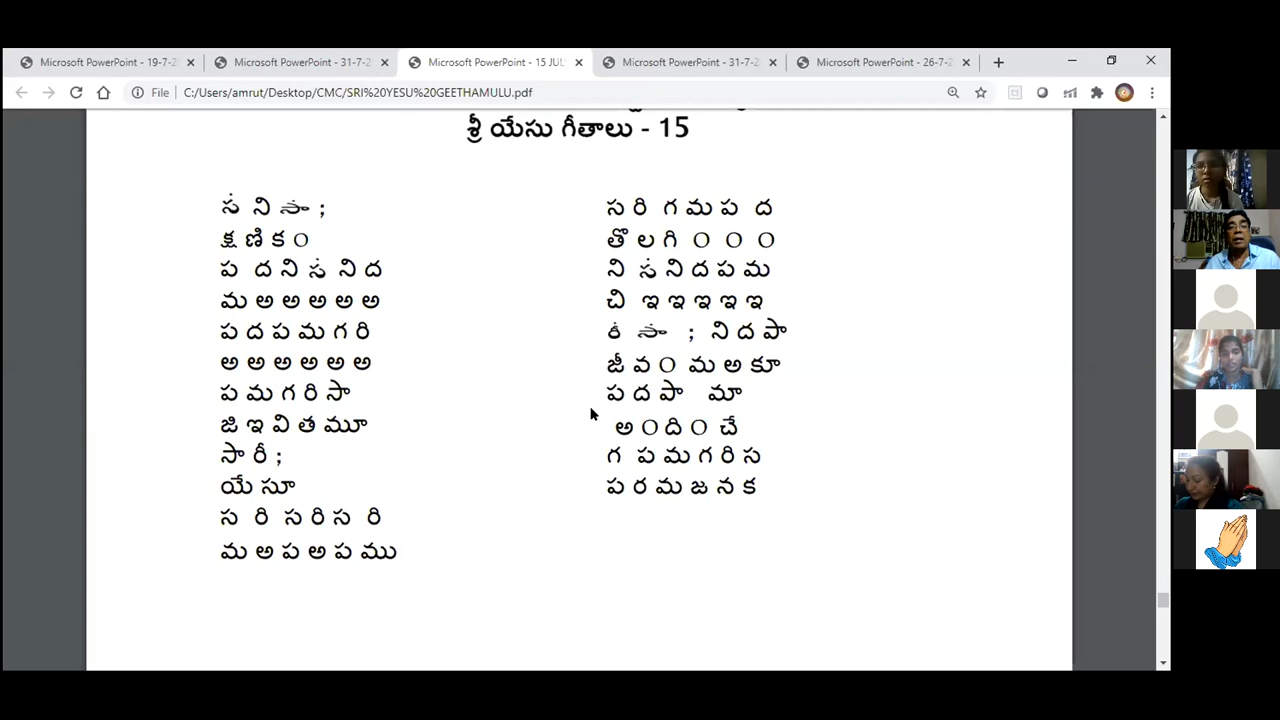 Microsoft PowerPoint - 19-7-2
Microsoft PowerPoint - 31-7-2
Microsoft PowerPoint - 15 JUL
Microsoft PowerPoint - 31-7-2
Microsoft PowerPoint - 26-7-2
File C:/Users/amrut/Desktop/CMC/SRI%20YESU%20GEETHAMULU.pdf
శ్రీ యేసు గీతాలు - 15
స̇ ని సా̇ ;
క్ష ణి క ం
ప ద ని స̇ ని ద
మ అ అ అ అ అ
ప ద ప మ గ రి
అ అ అ అ అ అ
ప మ గ రి సా
జి ఇ వి త మూ
సా రీ ;
యే సూ
స రి స రి స రి
మ అ ప అ ప ము
స రి గ మ ప ద
తొ ల గి ం ం ం
ని స̇ ని ద ప మ
చి ఇ ఇ ఇ ఇ ఇ
రి̇ సా̇ ; ని ద పా
జీ వ ం మ అ కూ
ప ద పా మా
అ ం ది ం చే
గ ప మ గ రి స
ప ర మ జ న క